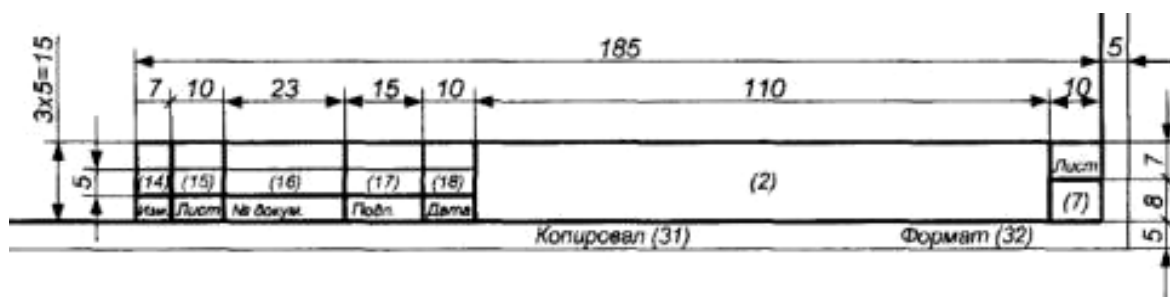 185 5
3x5=15
7 10 23 15 10 110 10
5
Лист 7
(14) (15) (16) (17) (18) (2)
(7) 8
Изм. Лист № докум. Подп. Дата
Копировал (31) Формат (32) 5